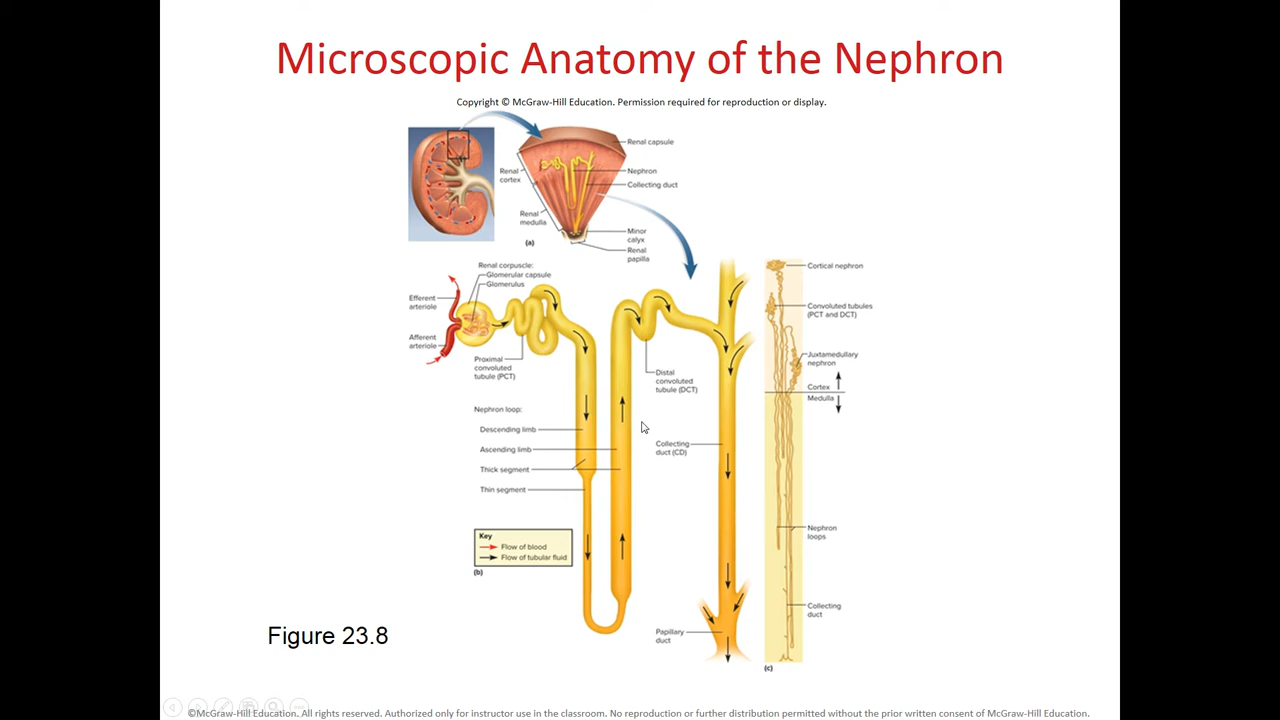 Microscopic Anatomy of the Nephron
Copyright © McGraw-Hill Education. Permission required for reproduction or display.
Renal capsule
Renal
cortex
Nephron
Collecting duct
Renal
medulla
Minor
calyx
Renal
papilla
(a)
Renal corpuscle:
Glomerular capsule
Glomerulus
Efferent
arteriole
Afferent
arteriole
Proximal
convoluted
tubule (PCT)
Distal
convoluted
tubule (DCT)
Nephron loop:
Descending limb
Ascending limb
Thick segment
Thin segment
Collecting
duct (CD)
Key
Flow of blood
Flow of tubular fluid
(b)
Papillary
duct
Cortical nephron
Convoluted tubules
(PCT and DCT)
Juxtamedullary
nephron
Cortex
Medulla
Nephron
loops
Collecting
duct
(c)
Figure 23.8
©McGraw-Hill Education. All rights reserved. Authorized only for instructor use in the classroom. No reproduction or further distribution permitted without the prior written consent of McGraw-Hill Education.